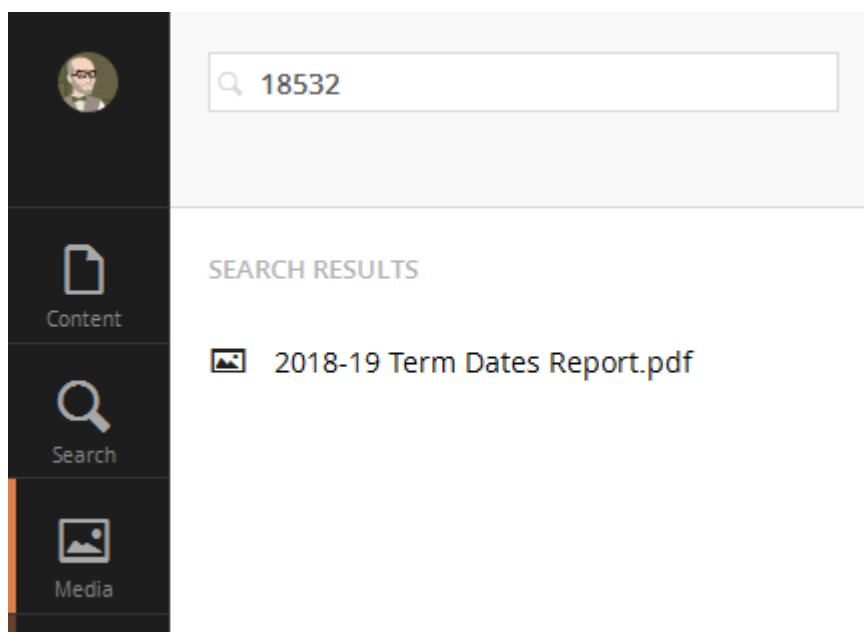 18532
SEARCH RESULTS
2018-19 Term Dates Report.pdf
Content
Search
Media